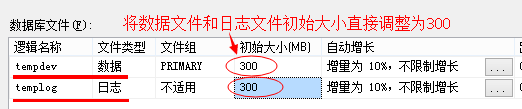 数据库文件(F): 将数据文件和日志文件初始大小直接调整为300
逻辑名称 文件类型 文件组 初始大小(MB) 自动增长
tempdev 数据 PRIMARY 300 增量为 10%，不限制增长 ...
templog 日志 不适用 300 增量为 10%，不限制增长 ...